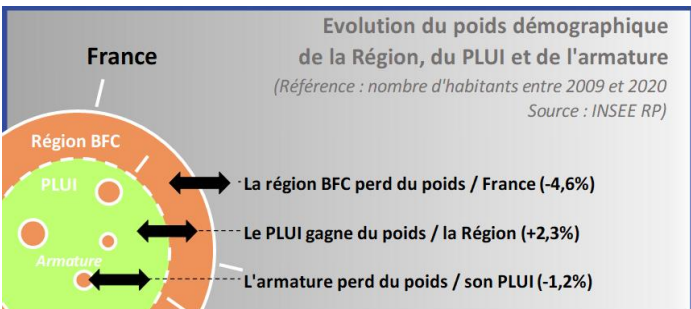 Evolution du poids démographique
de la Région, du PLUI et de l'armature
(Référence : nombre d'habitants entre 2009 et 2020
Source : INSEE RP)
France
Région BFC
PLUI
Armature
La région BFC perd du poids / France (-4,6%)
Le PLUI gagne du poids / la Région (+2,3%)
L'armature perd du poids / son PLUI (-1,2%)